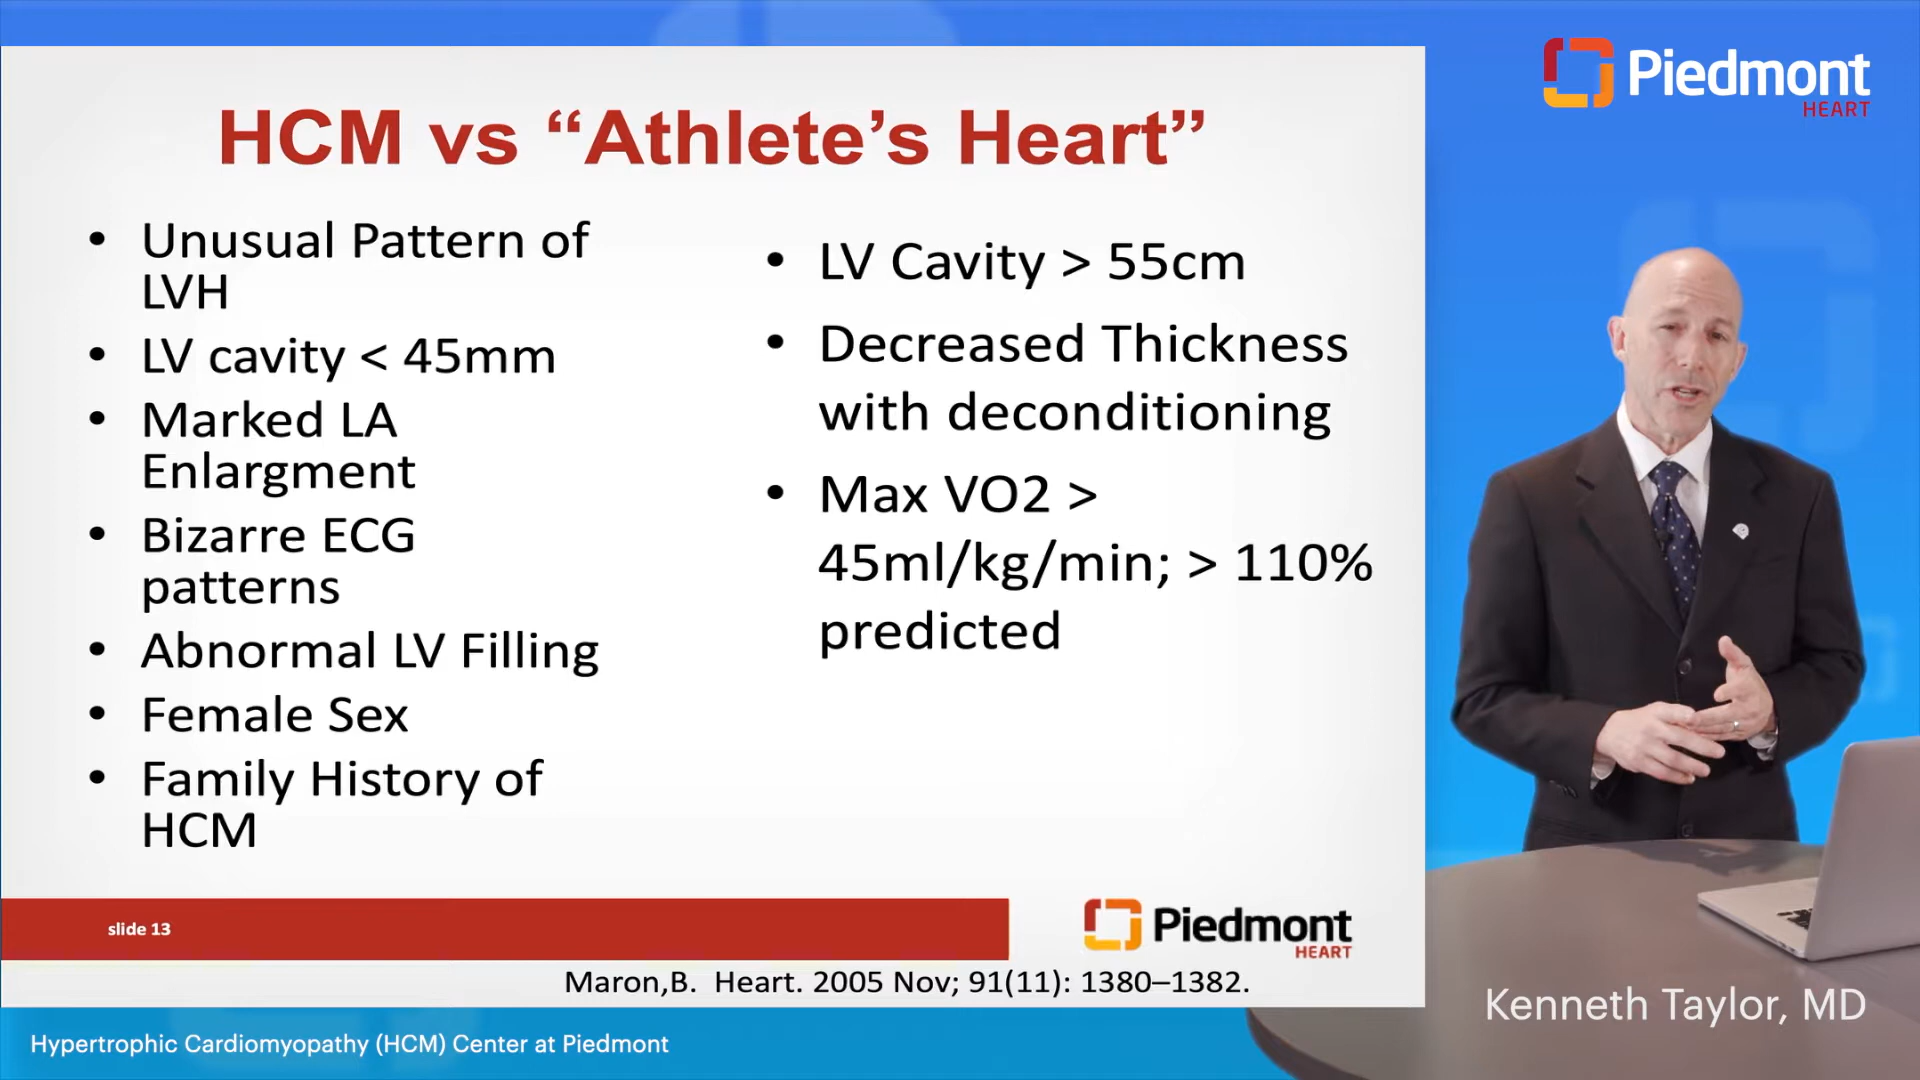 Piedmont
HEART
HCM vs “Athlete’s Heart”
• Unusual Pattern of
LVH
• LV cavity < 45mm
• Marked LA
Enlargment
• Bizarre ECG
patterns
• Abnormal LV Filling
• Female Sex
• Family History of
HCM
• LV Cavity > 55cm
• Decreased Thickness
with deconditioning
• Max VO2 >
45ml/kg/min; > 110%
predicted
slide 13
Piedmont
HEART
Maron,B. Heart. 2005 Nov; 91(11): 1380–1382.
Kenneth Taylor, MD
Hypertrophic Cardiomyopathy (HCM) Center at Piedmont